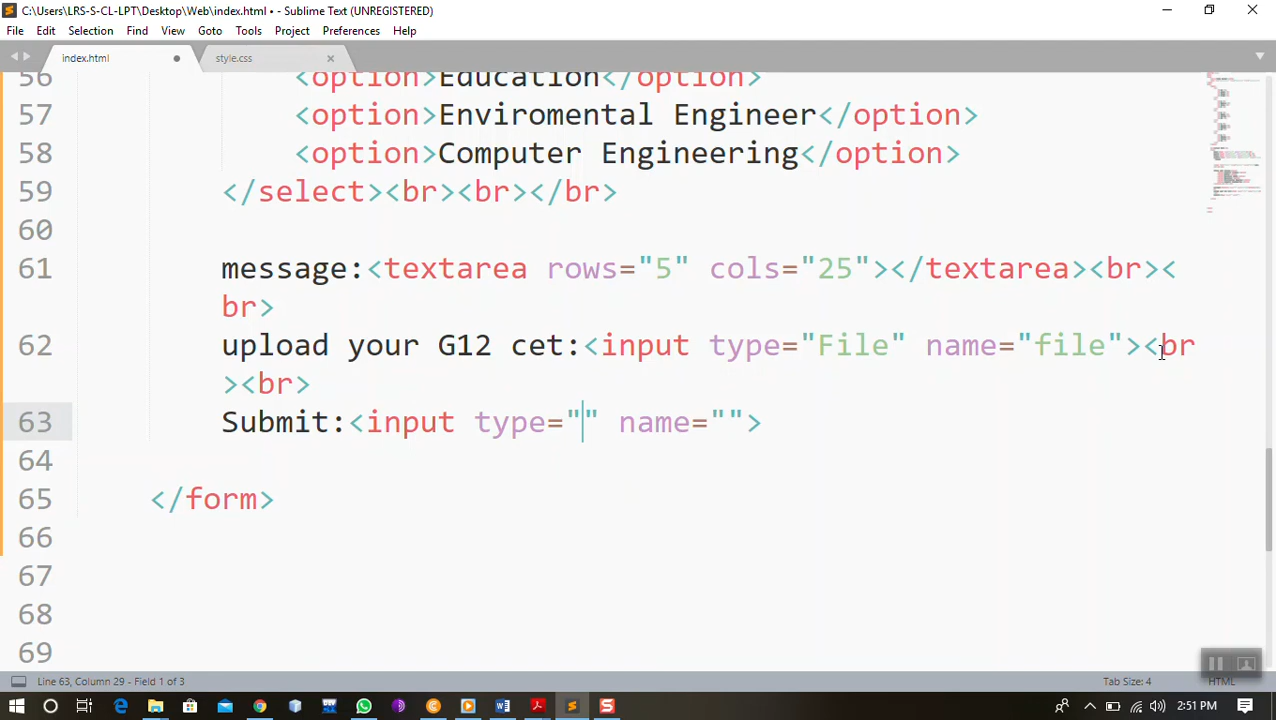 C:\Users\LRS-S-CL-LPT\Desktop\Web\index.html • - Sublime Text (UNREGISTERED)
File Edit Selection Find View Goto Tools Project Preferences Help
index.html style.css
56 <option>Education</option>
57 <option>Enviromental Engineer</option>
58 <option>Computer Engineering</option>
59 </select><br><br></br>
60
61 message:<textarea rows="5" cols="25"></textarea><br><
br>
62 upload your G12 cet:<input type="File" name="file"><br
><br>
63 Submit:<input type="" name="">
64
65 </form>
66
67
68
69
Line 63, Column 29 - Field 1 of 3 Tab Size: 4 HTML
2:51 PM